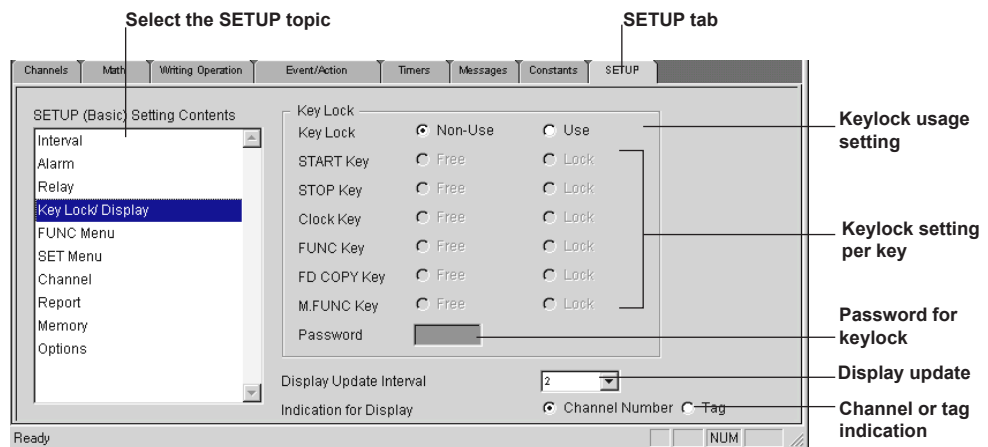 Select the SETUP topic
SETUP tab
Channels Math Writing Operation Event/Action Timers Messages Constants SETUP
SETUP (Basic) Setting Contents
Interval
Alarm
Relay
Key Lock/ Display
FUNC Menu
SET Menu
Channel
Report
Memory
Options
Key Lock
Key Lock Non-Use Use
START Key Free Lock
STOP Key Free Lock
Clock Key Free Lock
FUNC Key Free Lock
FD COPY Key Free Lock
M.FUNC Key Free Lock
Password
Display Update Interval 2
Indication for Display Channel Number Tag
Keylock usage
setting
Keylock setting
per key
Password for
keylock
Display update
Channel or tag
indication
Ready NUM